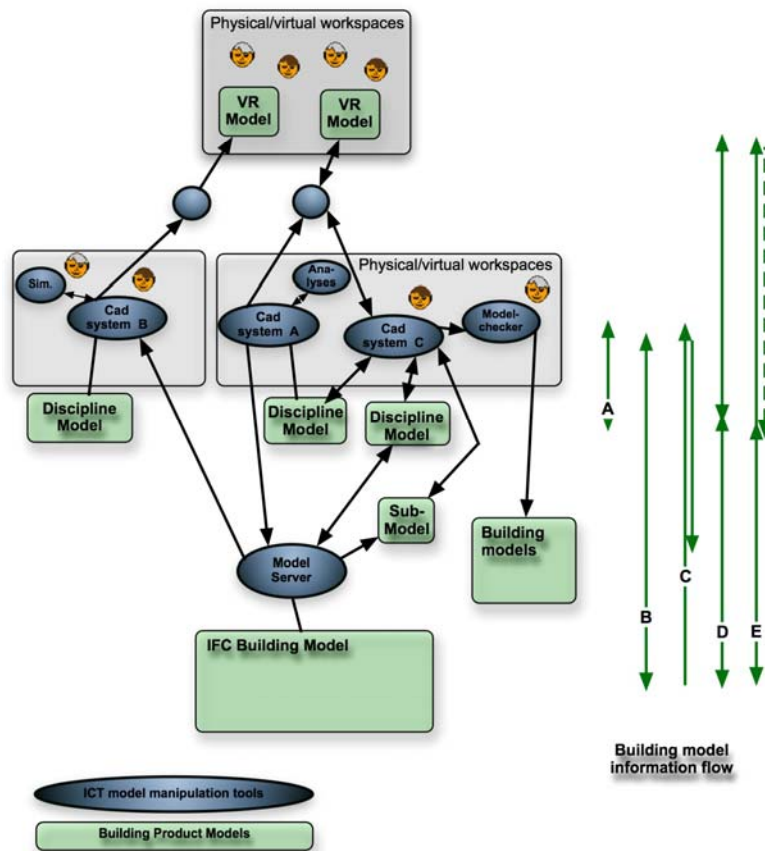 Physical/virtual workspaces
VR
Model
VR
Model
Physical/virtual workspaces
Sim.
Cad
system B
Ana-
lyses
Cad
system A
Cad
system C
Model-
checker
Discipline
Model
Discipline
Model
Discipline
Model
Sub-
Model
Building
models
Model
Server
IFC Building Model
A
B
C
D
E
Building model
information flow
ICT model manipulation tools
Building Product Models